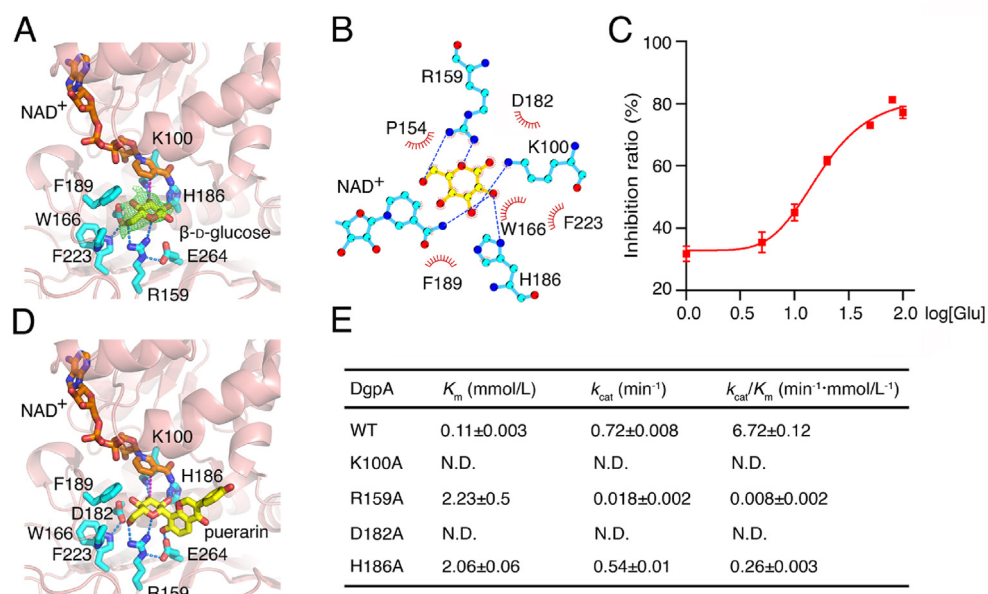 A
NAD+
K100
F189
H186
W166
β-D-glucose
F223
E264
R159
B
R159
D182
P154
K100
NAD+
W166
F223
F189
H186
C
Inhibition ratio (%)
100
80
60
40
20
0.0 0.5 1.0 1.5 2.0 log[Glu]
D
NAD+
K100
F189
H186
D182
W166
puerarin
F223
E264
R159
E
DgpA Km (mmol/L) kcat (min-1) kcat/Km (min-1·mmol/L-1)
WT 0.11±0.003 0.72±0.008 6.72±0.12
K100A N.D. N.D. N.D.
R159A 2.23±0.5 0.018±0.002 0.008±0.002
D182A N.D. N.D. N.D.
H186A 2.06±0.06 0.54±0.01 0.26±0.003